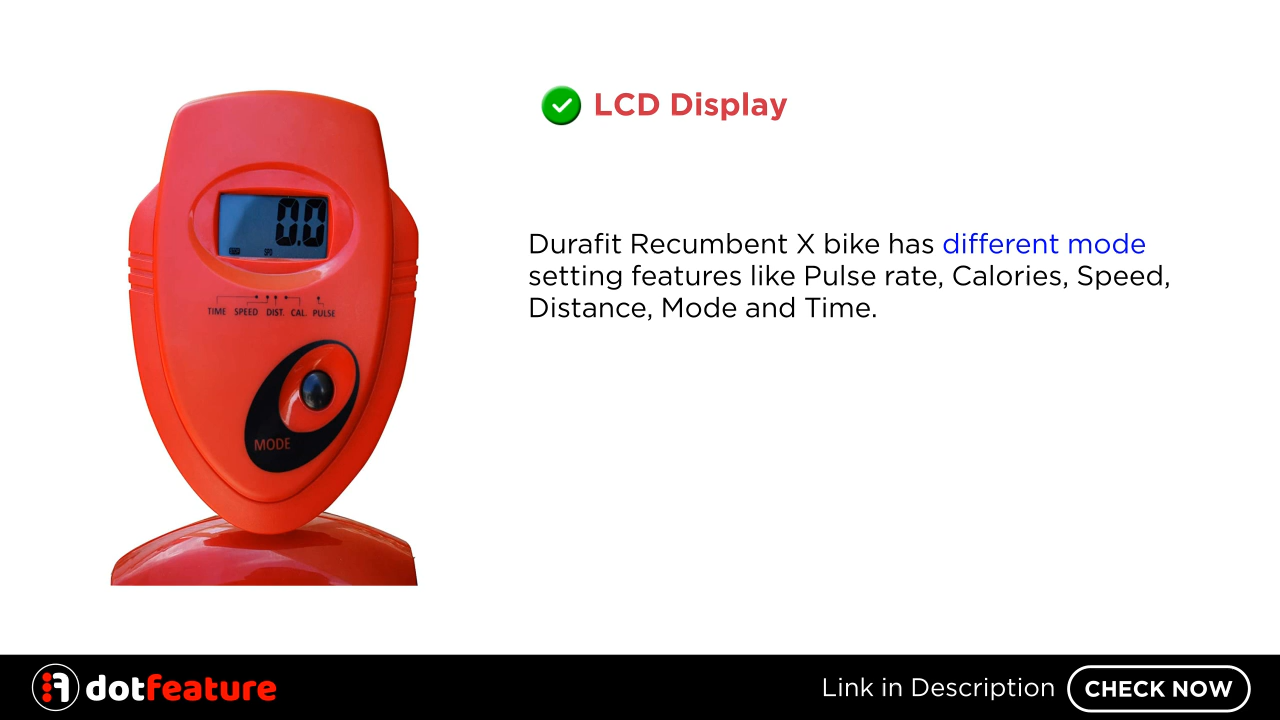 LCD Display
0.0
TIME SPEED DIST. CAL. PULSE
MODE
Durafit Recumbent X bike has different mode
setting features like Pulse rate, Calories, Speed,
Distance, Mode and Time.
dotfeature
Link in Description CHECK NOW